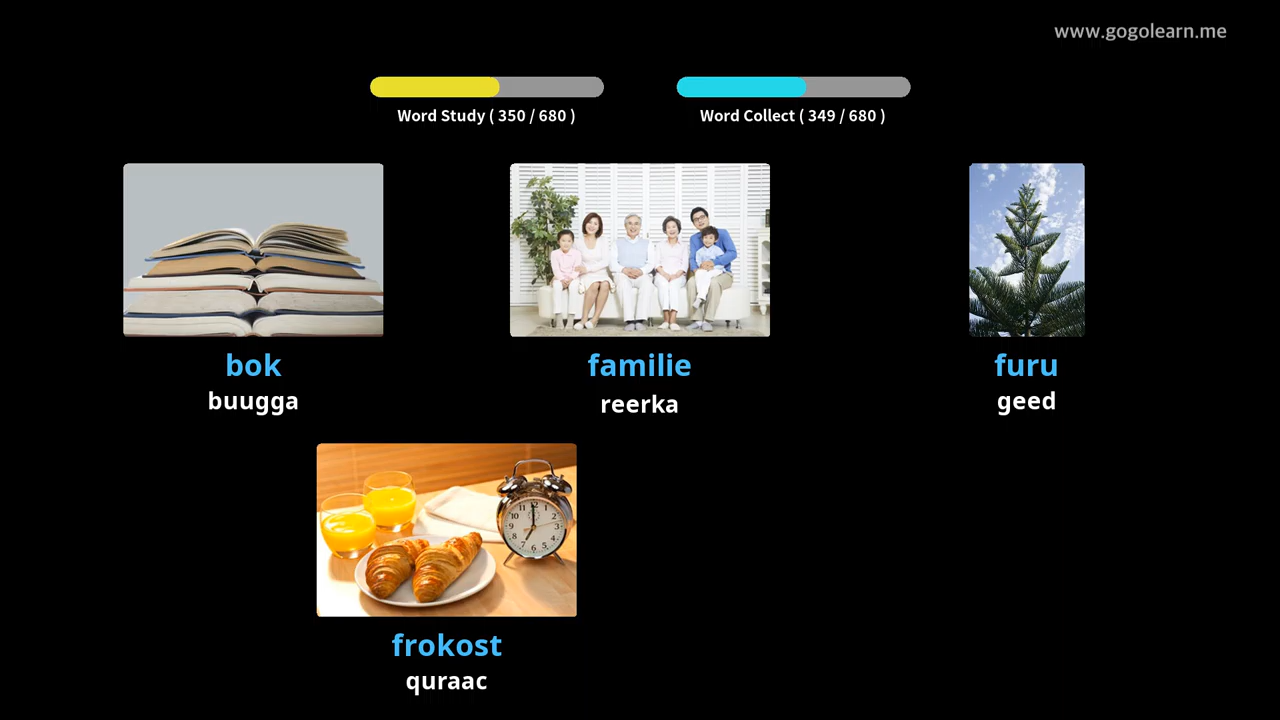 www.gogolearn.me
Word Study ( 350 / 680 )
Word Collect ( 349 / 680 )
bok
buugga
familie
reerka
furu
geed
frokost
quraac